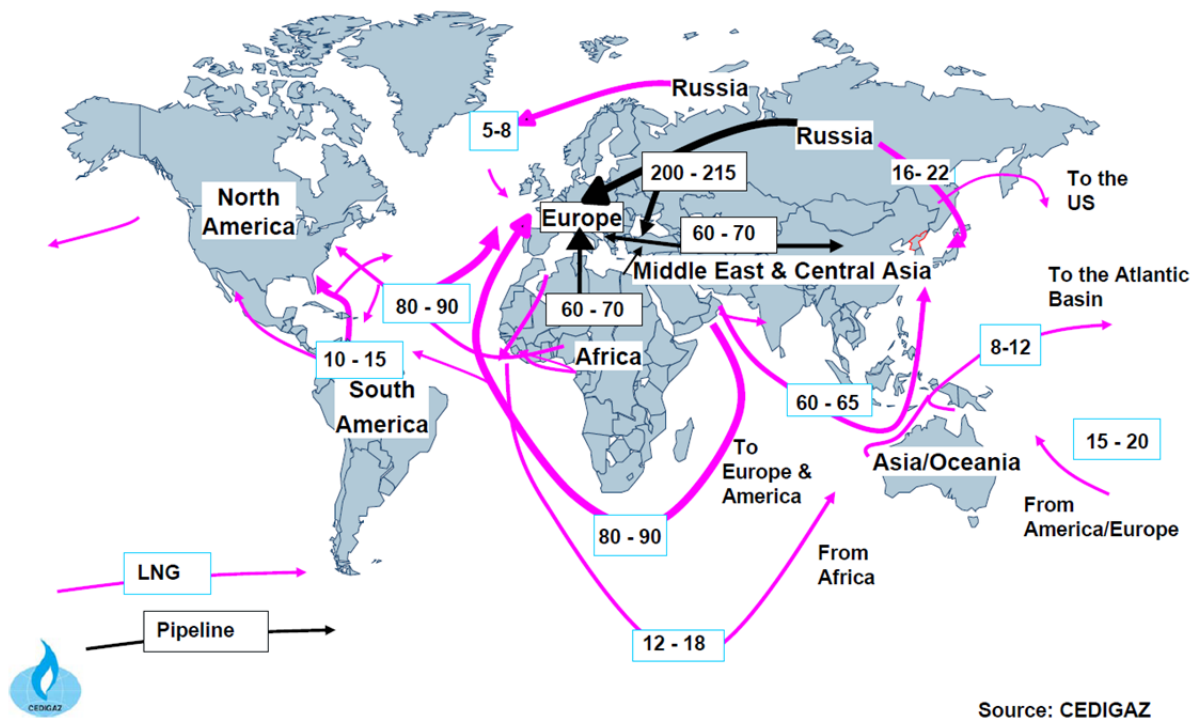 Russia
5-8
Russia
200 - 215
16- 22
To the
US
North
America
Europe
60 - 70
Middle East & Central Asia
To the Atlantic
Basin
80 - 90
60 - 70
8-12
10 - 15
Africa
South
America
60 - 65
To
Europe &
America
Asia/Oceania
15 - 20
From
America/Europe
80 - 90
From
Africa
LNG
Pipeline
12 - 18
CEDIGAZ
Source: CEDIGAZ